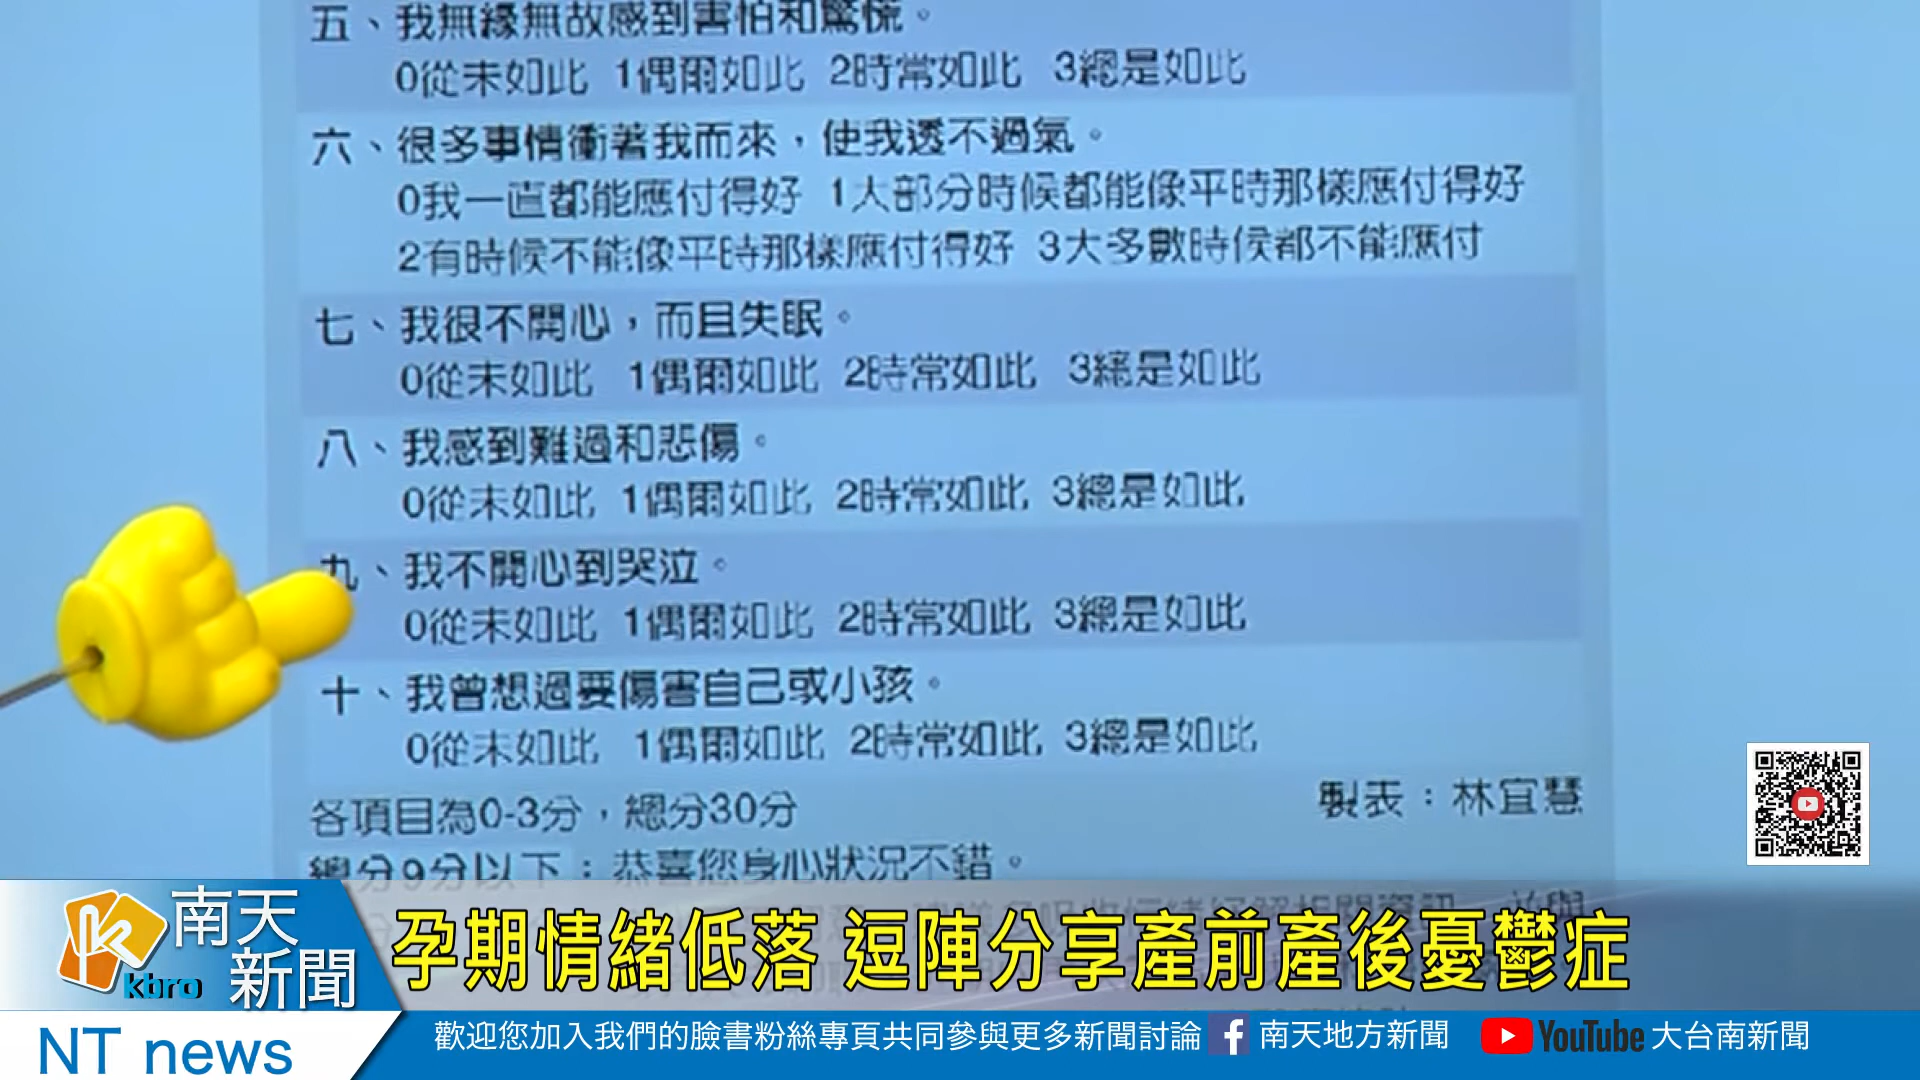 五、我無緣無故感到害怕和驚慌。
0從未如此 1偶爾如此 2時常如此 3總是如此
六、很多事情衝著我而來，使我透不過氣。
0我一直都能應付得好 1大部分時候都能像平時那樣應付得好
2有時候不能像平時那樣應付得好 3大多數時候都不能應付
七、我很不開心，而且失眠。
0從未如此 1偶爾如此 2時常如此 3總是如此
八、我感到難過和悲傷。
0從未如此 1偶爾如此 2時常如此 3總是如此
九、我不開心到哭泣。
0從未如此 1偶爾如此 2時常如此 3總是如此
十、我曾想過要傷害自己或小孩。
0從未如此 1偶爾如此 2時常如此 3總是如此
各項目為0-3分，總分30分
製表：林宜慧
總分9分以下：恭喜您身心狀況不錯。
南天新聞
kbro
孕期情緒低落 逗陣分享產前產後憂鬱症
NT news
歡迎您加入我們的臉書粉絲專頁共同參與更多新聞討論 南天地方新聞 YouTube 大台南新聞